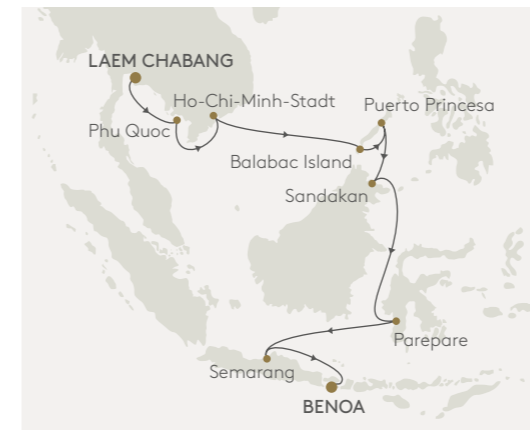 LAEM CHABANG
Ho-Chi-Minh-Stadt
Puerto Princesa
Phu Quoc
Balabac Island
Sandakan
Parepare
Semarang
BENOA